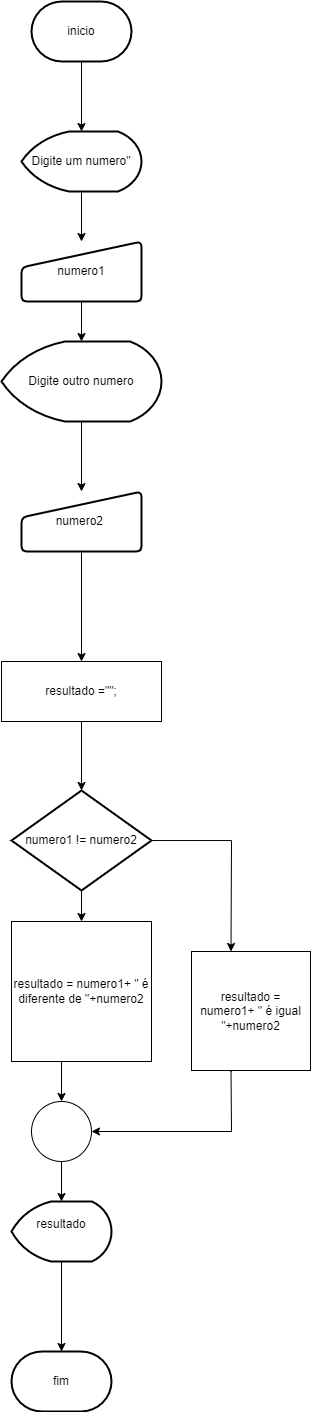 inicio
Digite um numero"
numero1
Digite outro numero
numero2
resultado ="";
numero1 != numero2
resultado = numero1+ " é
diferente de "+numero2
resultado =
numero1+ " é igual
"+numero2
resultado
fim